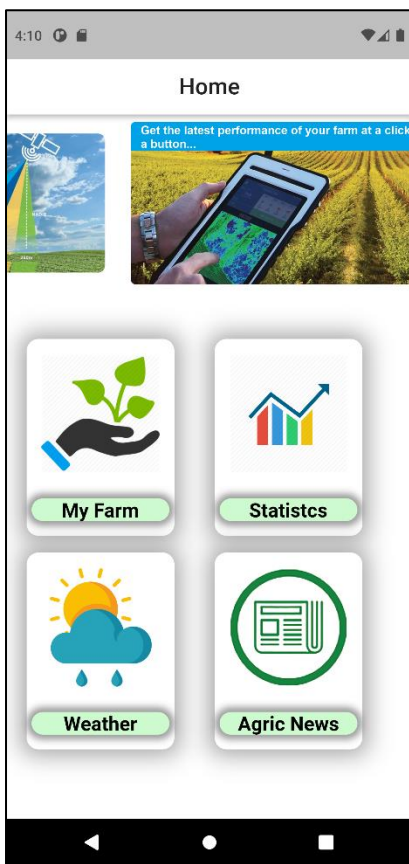 4:10
Home
Get the latest performance of your farm at a click
a button...
My Farm
Statistcs
Weather
Agric News